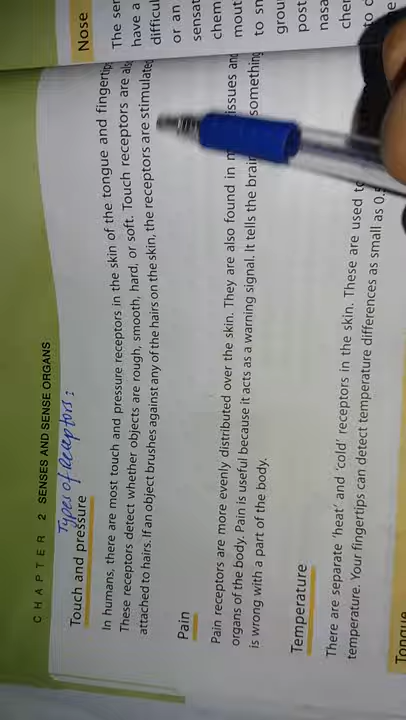 CHAPTER 2 SENSES AND SENSE ORGANS
Types of Receptors:
Touch and pressure
In humans, there are most touch and pressure receptors in the skin of the tongue and fingertip
These receptors detect whether objects are rough, smooth, hard, or soft. Touch receptors are als
attached to hairs. If an object brushes against any of the hairs on the skin, the receptors are stimulated
Pain
Pain receptors are more evenly distributed over the skin. They are also found in issues and
organs of the body. Pain is useful because it acts as a warning signal. It tells the brain something
is wrong with a part of the body.
Temperature
There are separate 'heat' and 'cold' receptors in the skin. These are used to
temperature. Your fingertips can detect temperature differences as small as 0.5
Tongue
Nose
The sen
have a
difficul
or an
sensat
chem
mout
to sn
grou
post
nasa
cher
to d